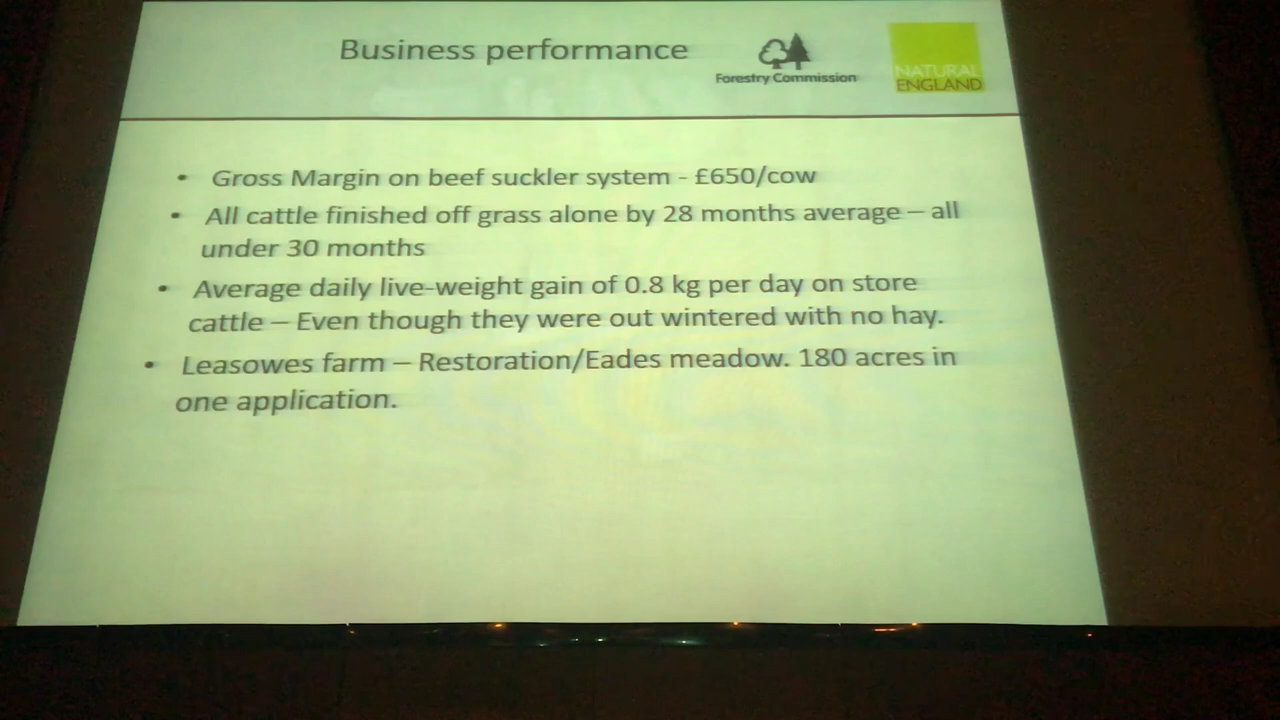 Business performance
Forestry Commission
NATURAL
ENGLAND
• Gross Margin on beef suckler system - £650/cow
• All cattle finished off grass alone by 28 months average – all
under 30 months
• Average daily live-weight gain of 0.8 kg per day on store
cattle – Even though they were out wintered with no hay.
• Leasowes farm – Restoration/Eades meadow. 180 acres in
one application.